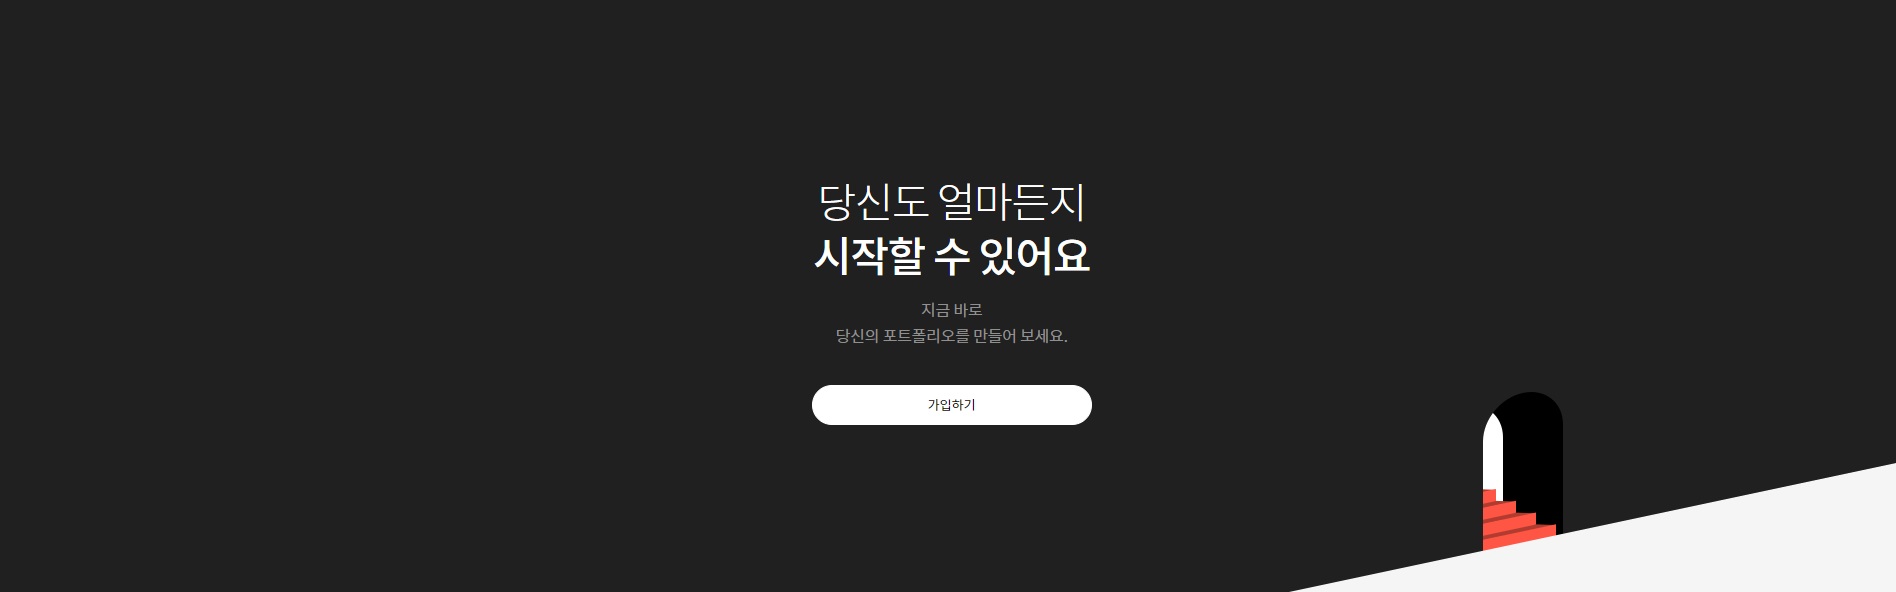 당신도 얼마든지
시작할 수 있어요
지금 바로
당신의 포트폴리오를 만들어 보세요.
가입하기